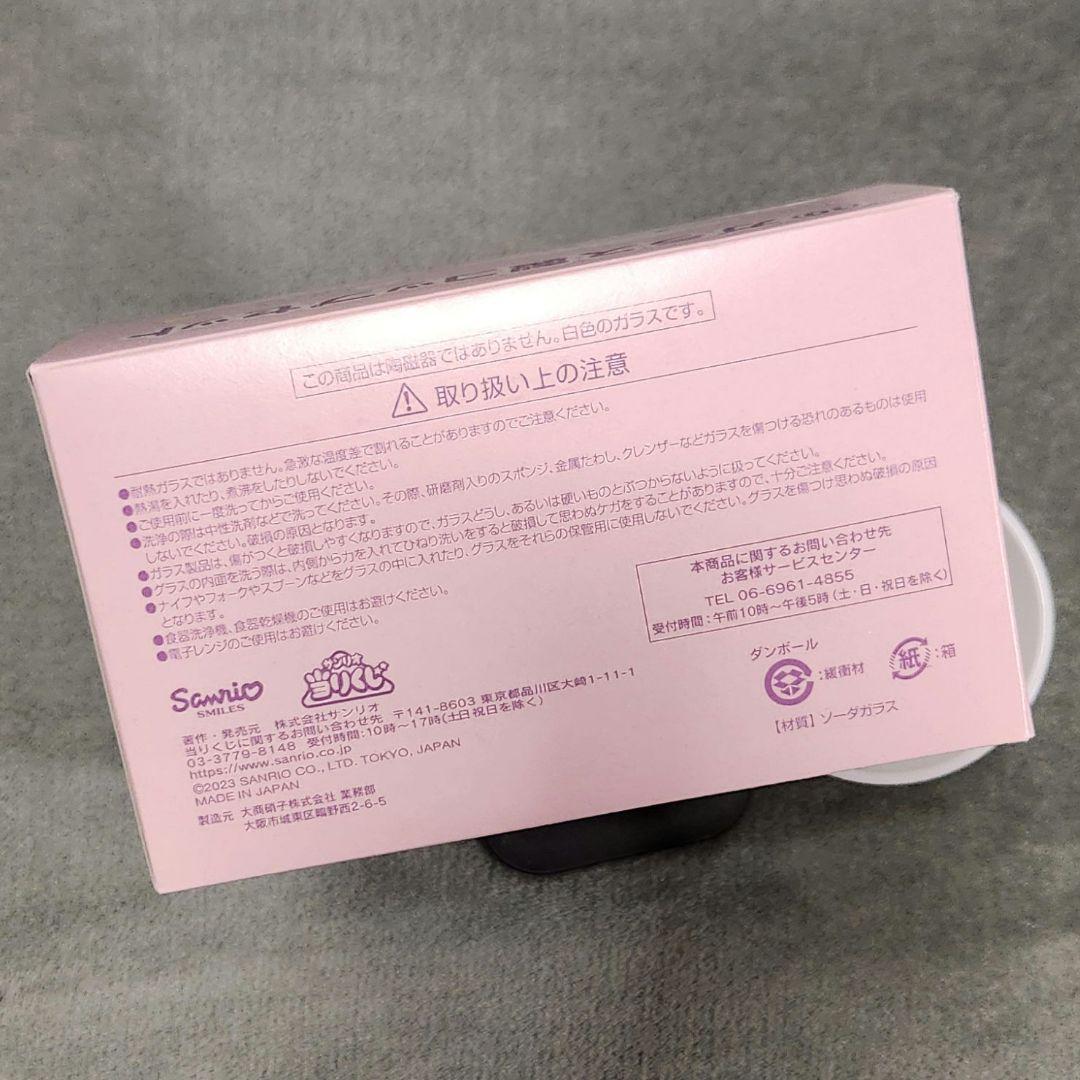 この商品は陶磁器ではありません。白色のガラスです。
取り扱い上の注意
●耐熱ガラスではありません。急激な温度差で割れることがありますのでご注意ください。
●熱湯を入れたり、煮沸をしたりしないでください。
●ご使用前に一度洗ってからご使用ください。
●洗浄の際は中性洗剤などで洗ってください。その際、研磨剤入りのスポンジ、金属たわし、クレンザーなどガラスを傷つける恐れのあるものは使用
しないでください。破損の原因となります。
●ガラス製品は、傷がつくと破損しやすくなりますので、ガラスどうし、あるいは硬いものとぶつからないように扱ってください。
●グラスの内面を洗う際は、内側から力を入れてひねり洗いをすると破損して思わぬケガをすることがありますので、十分ご注意ください。
●ナイフやフォークやスプーンなどをグラスの中に入れたり、グラスをそれらの保管用に使用しないでください。グラスを傷つけ思わぬ破損の原因
となります。
●食器洗浄機、食器乾燥機のご使用はお避けください。
●電子レンジのご使用はお避けください。
本商品に関するお問い合わせ先
お客様サービスセンター
TEL 06-6961-4855
受付時間：午前10時～午後5時（土・日・祝日を除く）
Sanrio
SMILES
サンリオ
当りくじ
著作・発売元 株式会社サンリオ 〒141-8603 東京都品川区大崎1-11-1
当りくじに関するお問い合わせ先
03-3779-8148 受付時間：10時～17時（土日祝日を除く）
https://www.sanrio.co.jp
©2023 SANRIO CO., LTD. TOKYO, JAPAN
MADE IN JAPAN
製造元 大商硝子株式会社 業務部
大阪市城東区鴫野西2-6-5
ダンボール
：緩衝材
紙
：箱
【材質】ソーダガラス